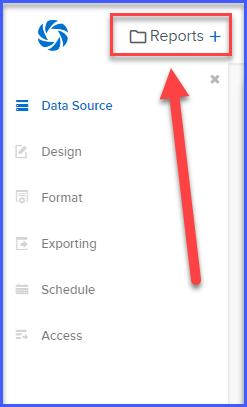 Reports +
Data Source
Design
Format
Exporting
Schedule
Access